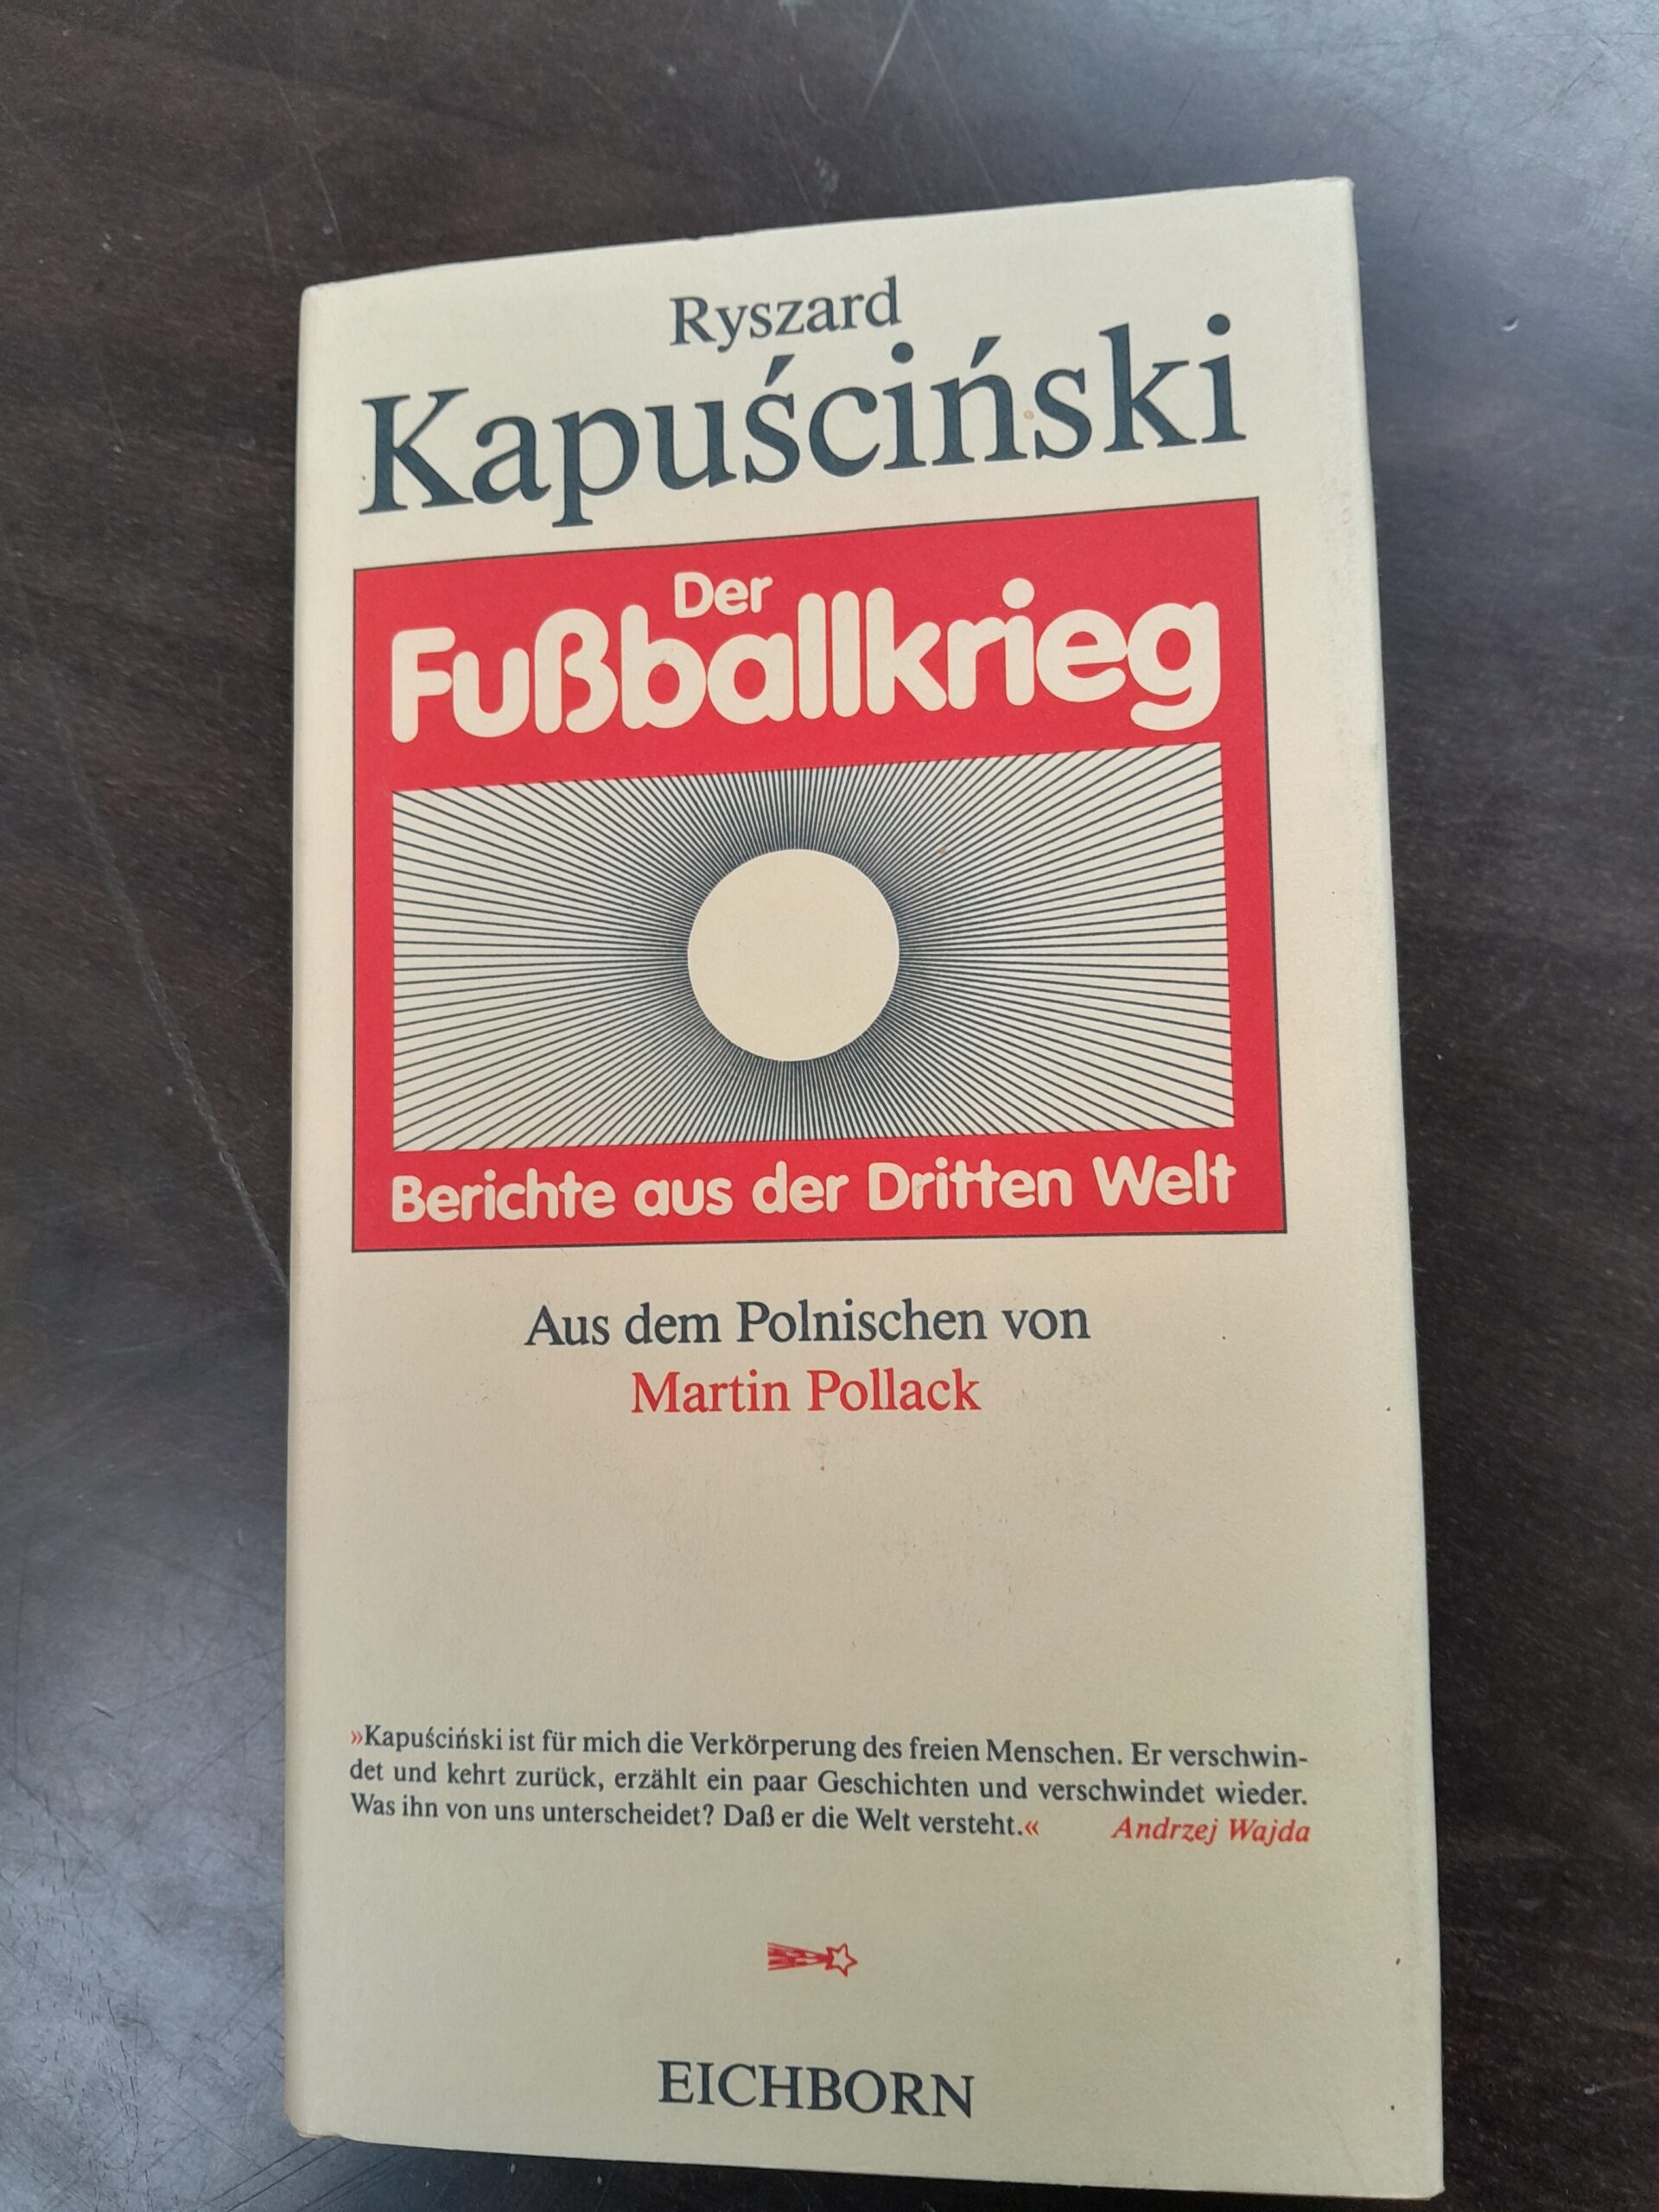 Ryszard
Kapuściński
Der
Fußballkrieg
Berichte aus der Dritten Welt
Aus dem Polnischen von
Martin Pollack
»Kapuściński ist für mich die Verkörperung des freien Menschen. Er verschwin-
det und kehrt zurück, erzählt ein paar Geschichten und verschwindet wieder.
Was ihn von uns unterscheidet? Daß er die Welt versteht.« Andrzej Wajda
EICHBORN